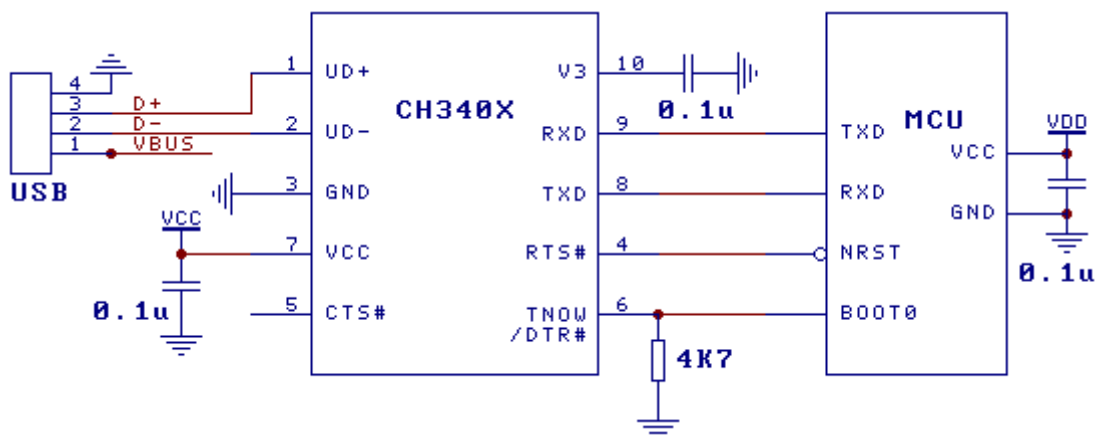 1 UD+ V3 10
4
3 D+
2 D- 2 UD- RXD 9 TXD
1 VBUS
USB
CH340X
0.1u
MCU
VDD
VCC
3 GND TXD 8 RXD
GND
VCC
7 VCC RTS# 4 NRST
0.1u
0.1u
5 CTS# TNOW 6 BOOT0
/DTR#
4K7